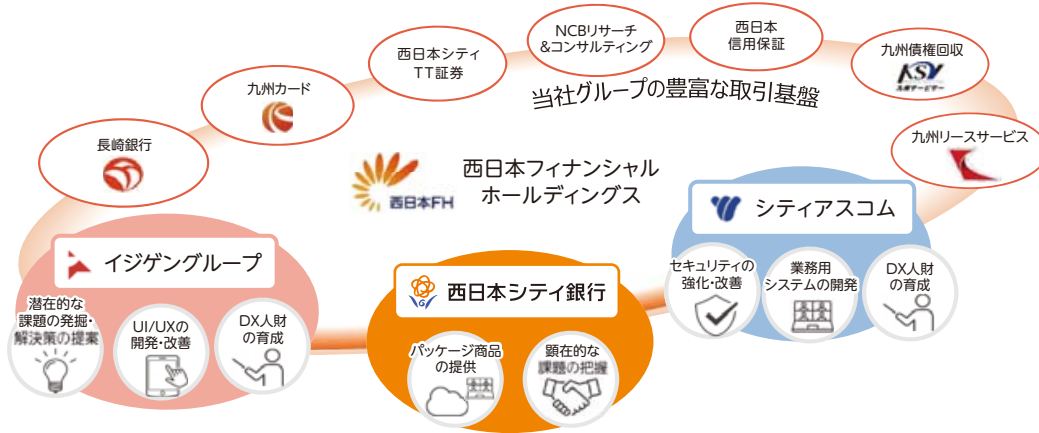 NCBリサーチ
&コンサルティング
西日本
信用保証
西日本シティ
TT証券
九州債権回収
KSV
九州サービサー
九州カード
当社グループの豊富な取引基盤
長崎銀行
九州リースサービス
西日本FH
西日本フィナンシャル
ホールディングス
シティアスコム
イジゲングループ
西日本シティ銀行
セキュリティの
強化・改善
業務用
システムの開発
DX人財
の育成
潜在的な
課題の発掘・
解決策の提案
UI/UXの
開発・改善
DX人財
の育成
パッケージ商品
の提供
顕在的な
課題の把握